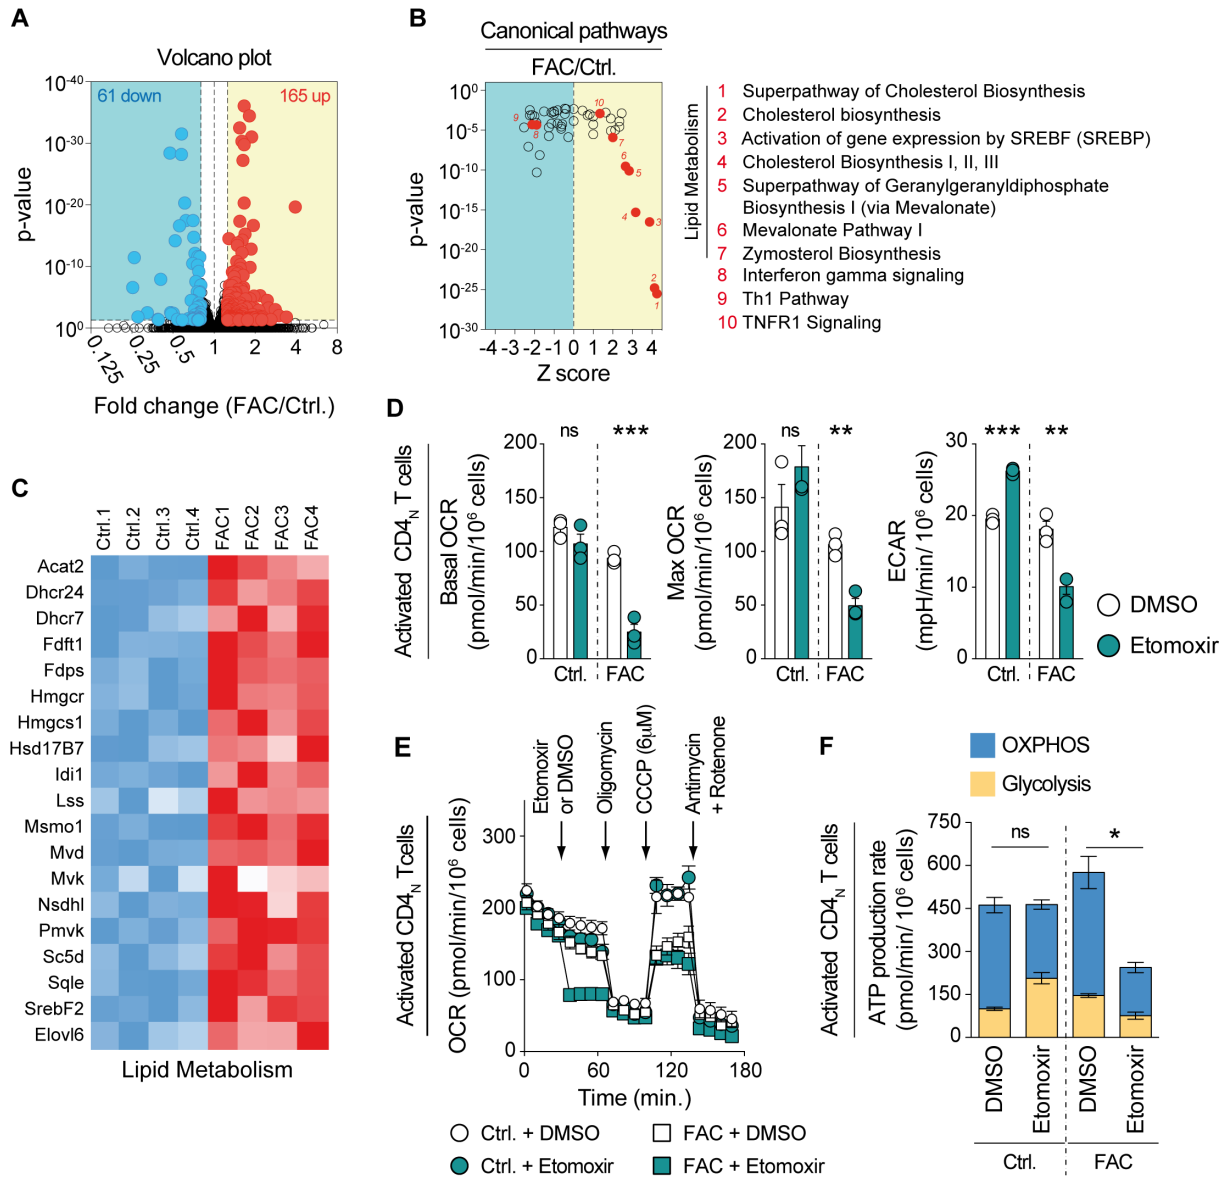 A
Volcano plot
61 down
165 up
p-value
10-40
10-30
10-20
10-10
100
0.125
0.25
0.5
1
2
4
8
Fold change (FAC/Ctrl.)
B
Canonical pathways
FAC/Ctrl.
p-value
100
10-5
10-10
10-15
10-20
10-25
10-30
9
8
10
7
6
5
4
3
2
1
-4 -3 -2 -1 0 1 2 3 4
Z score
Lipid Metabolism
1 Superpathway of Cholesterol Biosynthesis
2 Cholesterol biosynthesis
3 Activation of gene expression by SREBF (SREBP)
4 Cholesterol Biosynthesis I, II, III
5 Superpathway of Geranylgeranyldiphosphate
Biosynthesis I (via Mevalonate)
6 Mevalonate Pathway I
7 Zymosterol Biosynthesis
8 Interferon gamma signaling
9 Th1 Pathway
10 TNFR1 Signaling
C
Ctrl.1
Ctrl.2
Ctrl.3
Ctrl.4
FAC1
FAC2
FAC3
FAC4
Acat2
Dhcr24
Dhcr7
Fdft1
Fdps
Hmgcr
Hmgcs1
Hsd17B7
Idi1
Lss
Msmo1
Mvd
Mvk
Nsdhl
Pmvk
Sc5d
Sqle
SrebF2
Elovl6
Lipid Metabolism
D
Activated CD4N T cells
Basal OCR
(pmol/min/106 cells)
200
150
100
50
0
ns
***
Ctrl.
FAC
Max OCR
(pmol/min/106 cells)
200
150
100
50
0
ns
**
Ctrl.
FAC
ECAR
(mpH/min/ 106 cells)
30
20
10
0
***
**
Ctrl.
FAC
DMSO
Etomoxir
E
Activated CD4N Tcells
OCR (pmol/min/106 cells)
Etomoxir
or DMSO
Oligomycin
CCCP (6μM)
Antimycin
+ Rotenone
300
200
100
0
0
60
120
180
Time (min.)
Ctrl. + DMSO
FAC + DMSO
Ctrl. + Etomoxir
FAC + Etomoxir
F
OXPHOS
Glycolysis
Activated CD4N T cells
ATP production rate
(pmol/min/ 106 cells)
750
600
450
300
150
0
ns
*
DMSO
Etomoxir
DMSO
Etomoxir
Ctrl.
FAC